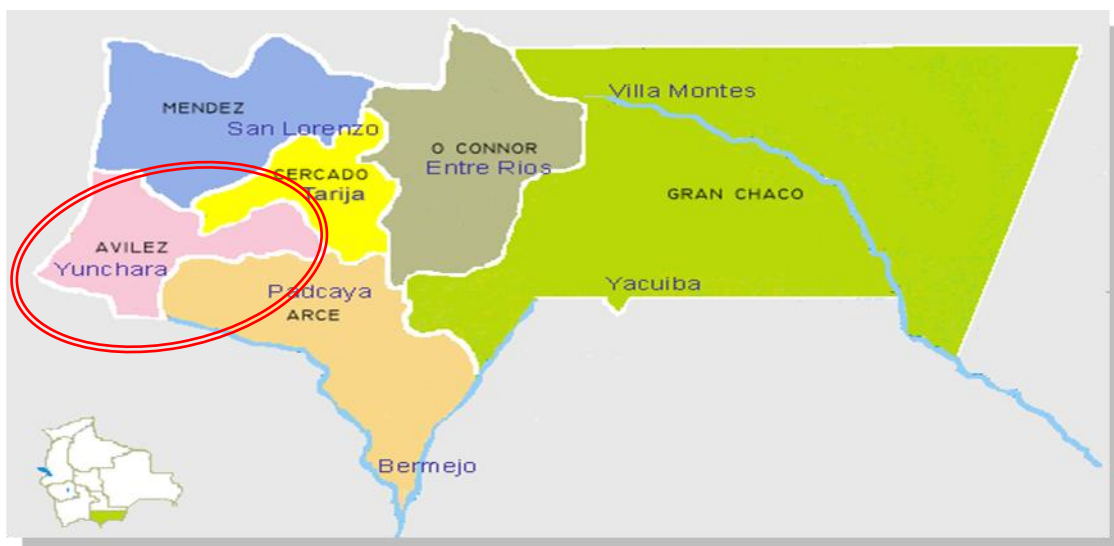 MENDEZ
San Lorenzo
CERCADO
Tarija
O CONNOR
Entre Rios
Villa Montes
GRAN CHACO
AVILEZ
Yunchara
Padcaya
ARCE
Yacuiba
Bermejo